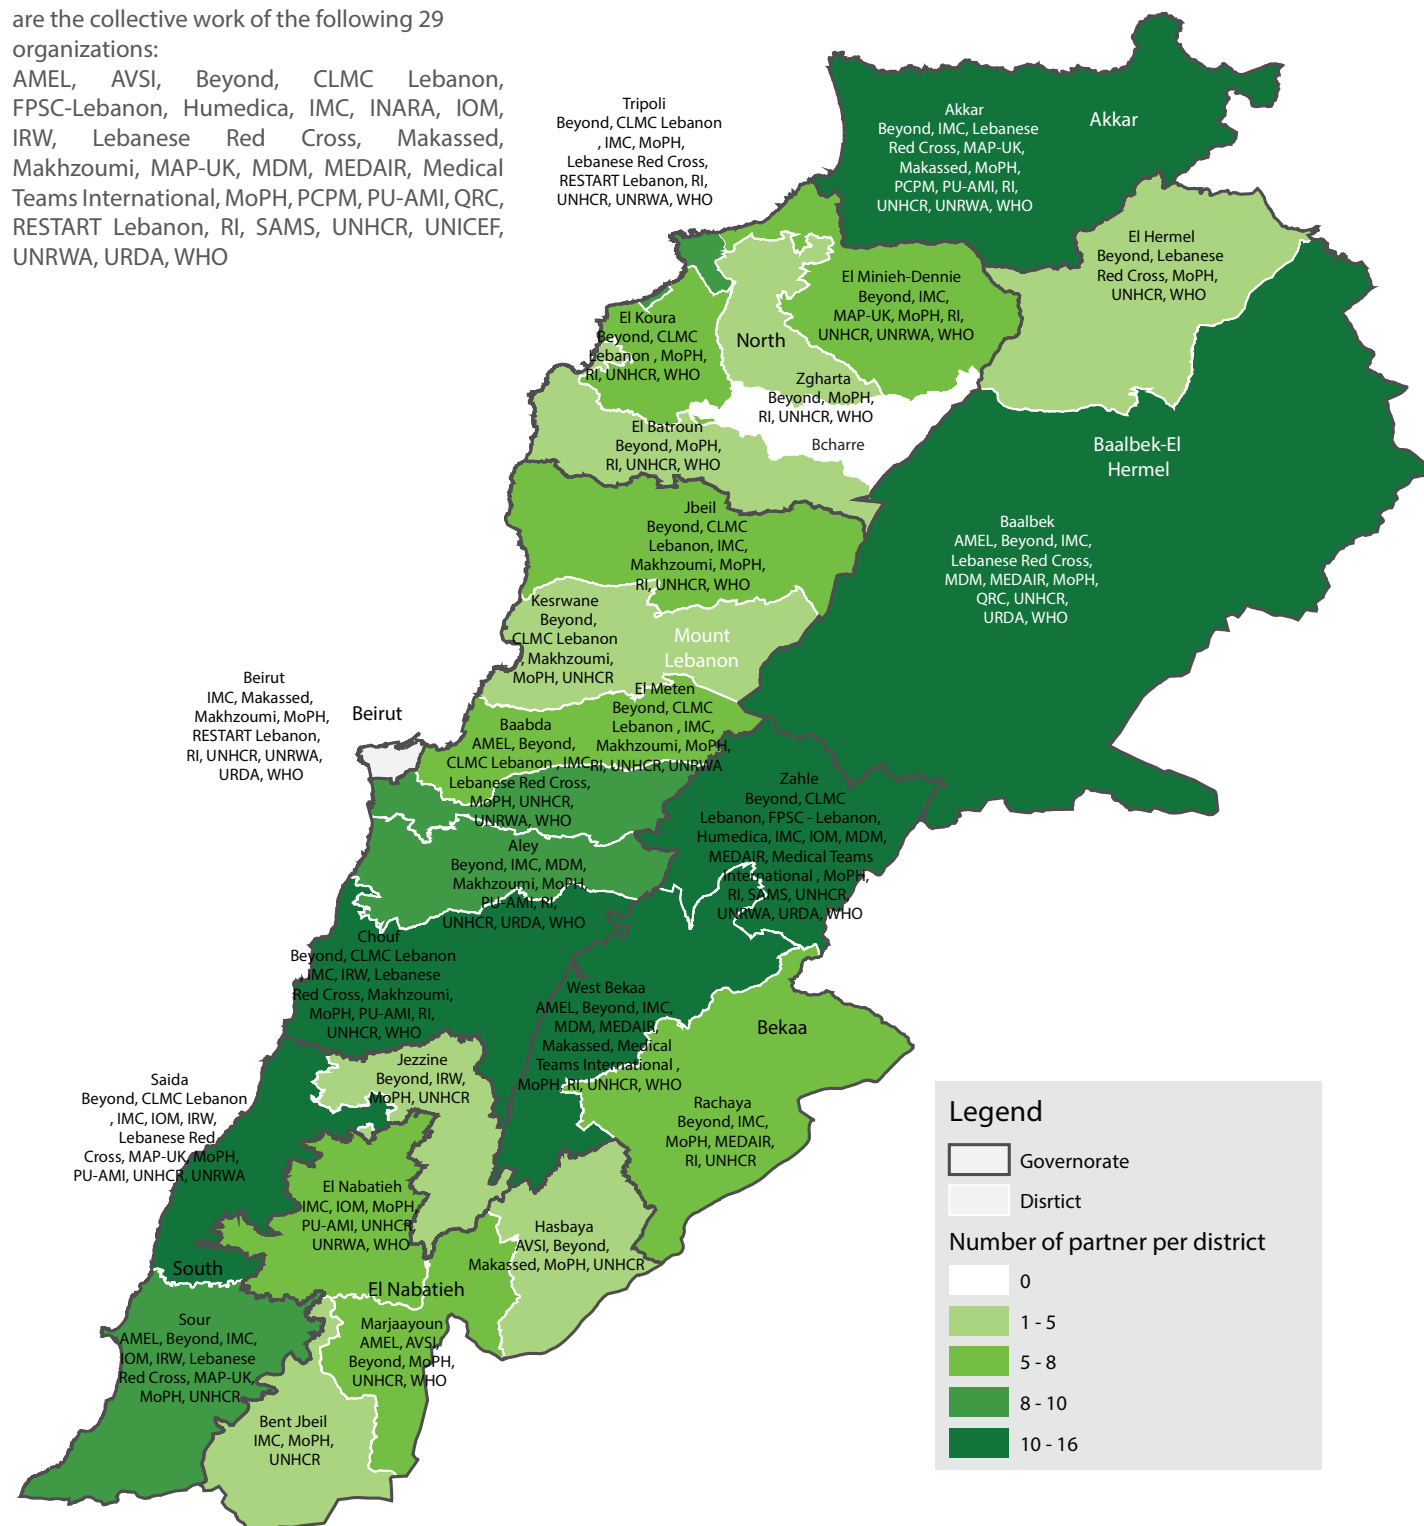 are the collective work of the following 29
organizations:
AMEL, AVSI, Beyond, CLMC Lebanon,
FPSC-Lebanon, Humedica, IMC, INARA, IOM,
IRW, Lebanese Red Cross, Makassed,
Makhzoumi, MAP-UK, MDM, MEDAIR, Medical
Teams International, MoPH, PCPM, PU-AMI, QRC,
RESTART Lebanon, RI, SAMS, UNHCR, UNICEF,
UNRWA, URDA, WHO
Tripoli
Beyond, CLMC Lebanon
, IMC, MoPH,
Lebanese Red Cross,
RESTART Lebanon, RI,
UNHCR, UNRWA, WHO
Akkar
Beyond, IMC, Lebanese
Red Cross, MAP-UK,
Makassed, MoPH,
PCPM, PU-AMI, RI,
UNHCR, UNRWA, WHO
Akkar
El Hermel
Beyond, Lebanese
Red Cross, MoPH,
UNHCR, WHO
El Minieh-Dennie
Beyond, IMC,
MAP-UK, MoPH, RI,
UNHCR, UNRWA, WHO
El Koura
Beyond, CLMC
Lebanon , MoPH,
RI, UNHCR, WHO
North
Zgharta
Beyond, MoPH,
RI, UNHCR, WHO
Bcharre
El Batroun
Beyond, MoPH,
RI, UNHCR, WHO
Baalbek-El
Hermel
Jbeil
Beyond, CLMC
Lebanon, IMC,
Makhzoumi, MoPH,
RI, UNHCR, WHO
Baalbek
AMEL, Beyond, IMC,
Lebanese Red Cross,
MDM, MEDAIR, MoPH,
QRC, UNHCR,
URDA, WHO
Kesrwane
Beyond,
CLMC Lebanon
, Makhzoumi,
MoPH, UNHCR
Mount
Lebanon
Beirut
IMC, Makassed,
Makhzoumi, MoPH,
RESTART Lebanon,
RI, UNHCR, UNRWA,
URDA, WHO
Beirut
El Meten
Beyond, CLMC
Lebanon , IMC,
Makhzoumi, MoPH,
RI, UNHCR, UNRWA
Baabda
AMEL, Beyond,
CLMC Lebanon , IMC
Lebanese Red Cross,
MoPH, UNHCR,
UNRWA, WHO
Zahle
Beyond, CLMC
Lebanon, FPSC - Lebanon,
Humedica, IMC, IOM, MDM,
MEDAIR, Medical Teams
International , MoPH,
RI, SAMS, UNHCR,
UNRWA, URDA, WHO
Aley
Beyond, IMC, MDM,
Makhzoumi, MoPH,
PU-AMI, RI,
UNHCR, URDA, WHO
Chouf
Beyond, CLMC Lebanon
, IMC, IRW, Lebanese
Red Cross, Makhzoumi,
MoPH, PU-AMI, RI,
UNHCR, WHO
West Bekaa
AMEL, Beyond, IMC,
MDM, MEDAIR,
Makassed, Medical
Teams International ,
MoPH, RI, UNHCR, WHO
Bekaa
Jezzine
Beyond, IRW,
MoPH, UNHCR
Saida
Beyond, CLMC Lebanon
, IMC, IOM, IRW,
Lebanese Red
Cross, MAP-UK, MoPH,
PU-AMI, UNHCR, UNRWA
Rachaya
Beyond, IMC,
MoPH, MEDAIR,
RI, UNHCR
El Nabatieh
IMC, IOM, MoPH,
PU-AMI, UNHCR,
UNRWA, WHO
Hasbaya
AVSI, Beyond,
Makassed, MoPH, UNHCR
South
El Nabatieh
Sour
AMEL, Beyond, IMC,
IOM, IRW, Lebanese
Red Cross, MAP-UK,
MoPH, UNHCR
Marjaayoun
AMEL, AVSI,
Beyond, MoPH,
UNHCR, WHO
Bent Jbeil
IMC, MoPH,
UNHCR
Legend
Governorate
Disrtict
Number of partner per district
0
1 - 5
5 - 8
8 - 10
10 - 16